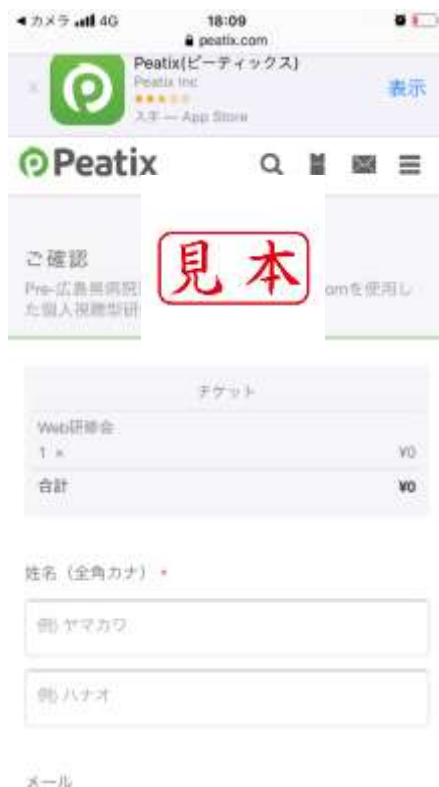 カメラ 4G 18:09
peatix.com
Peatix(ピーティックス)
Peatix Inc
App Store
表示
Peatix
ご確認
見本
Pre-広島県病院 omを使用し
た個人視聴型研
チケット
Web研修会
1 × ¥0
合計 ¥0
姓名（全角カナ）*
例) ヤマカワ
例) ハナオ
メール